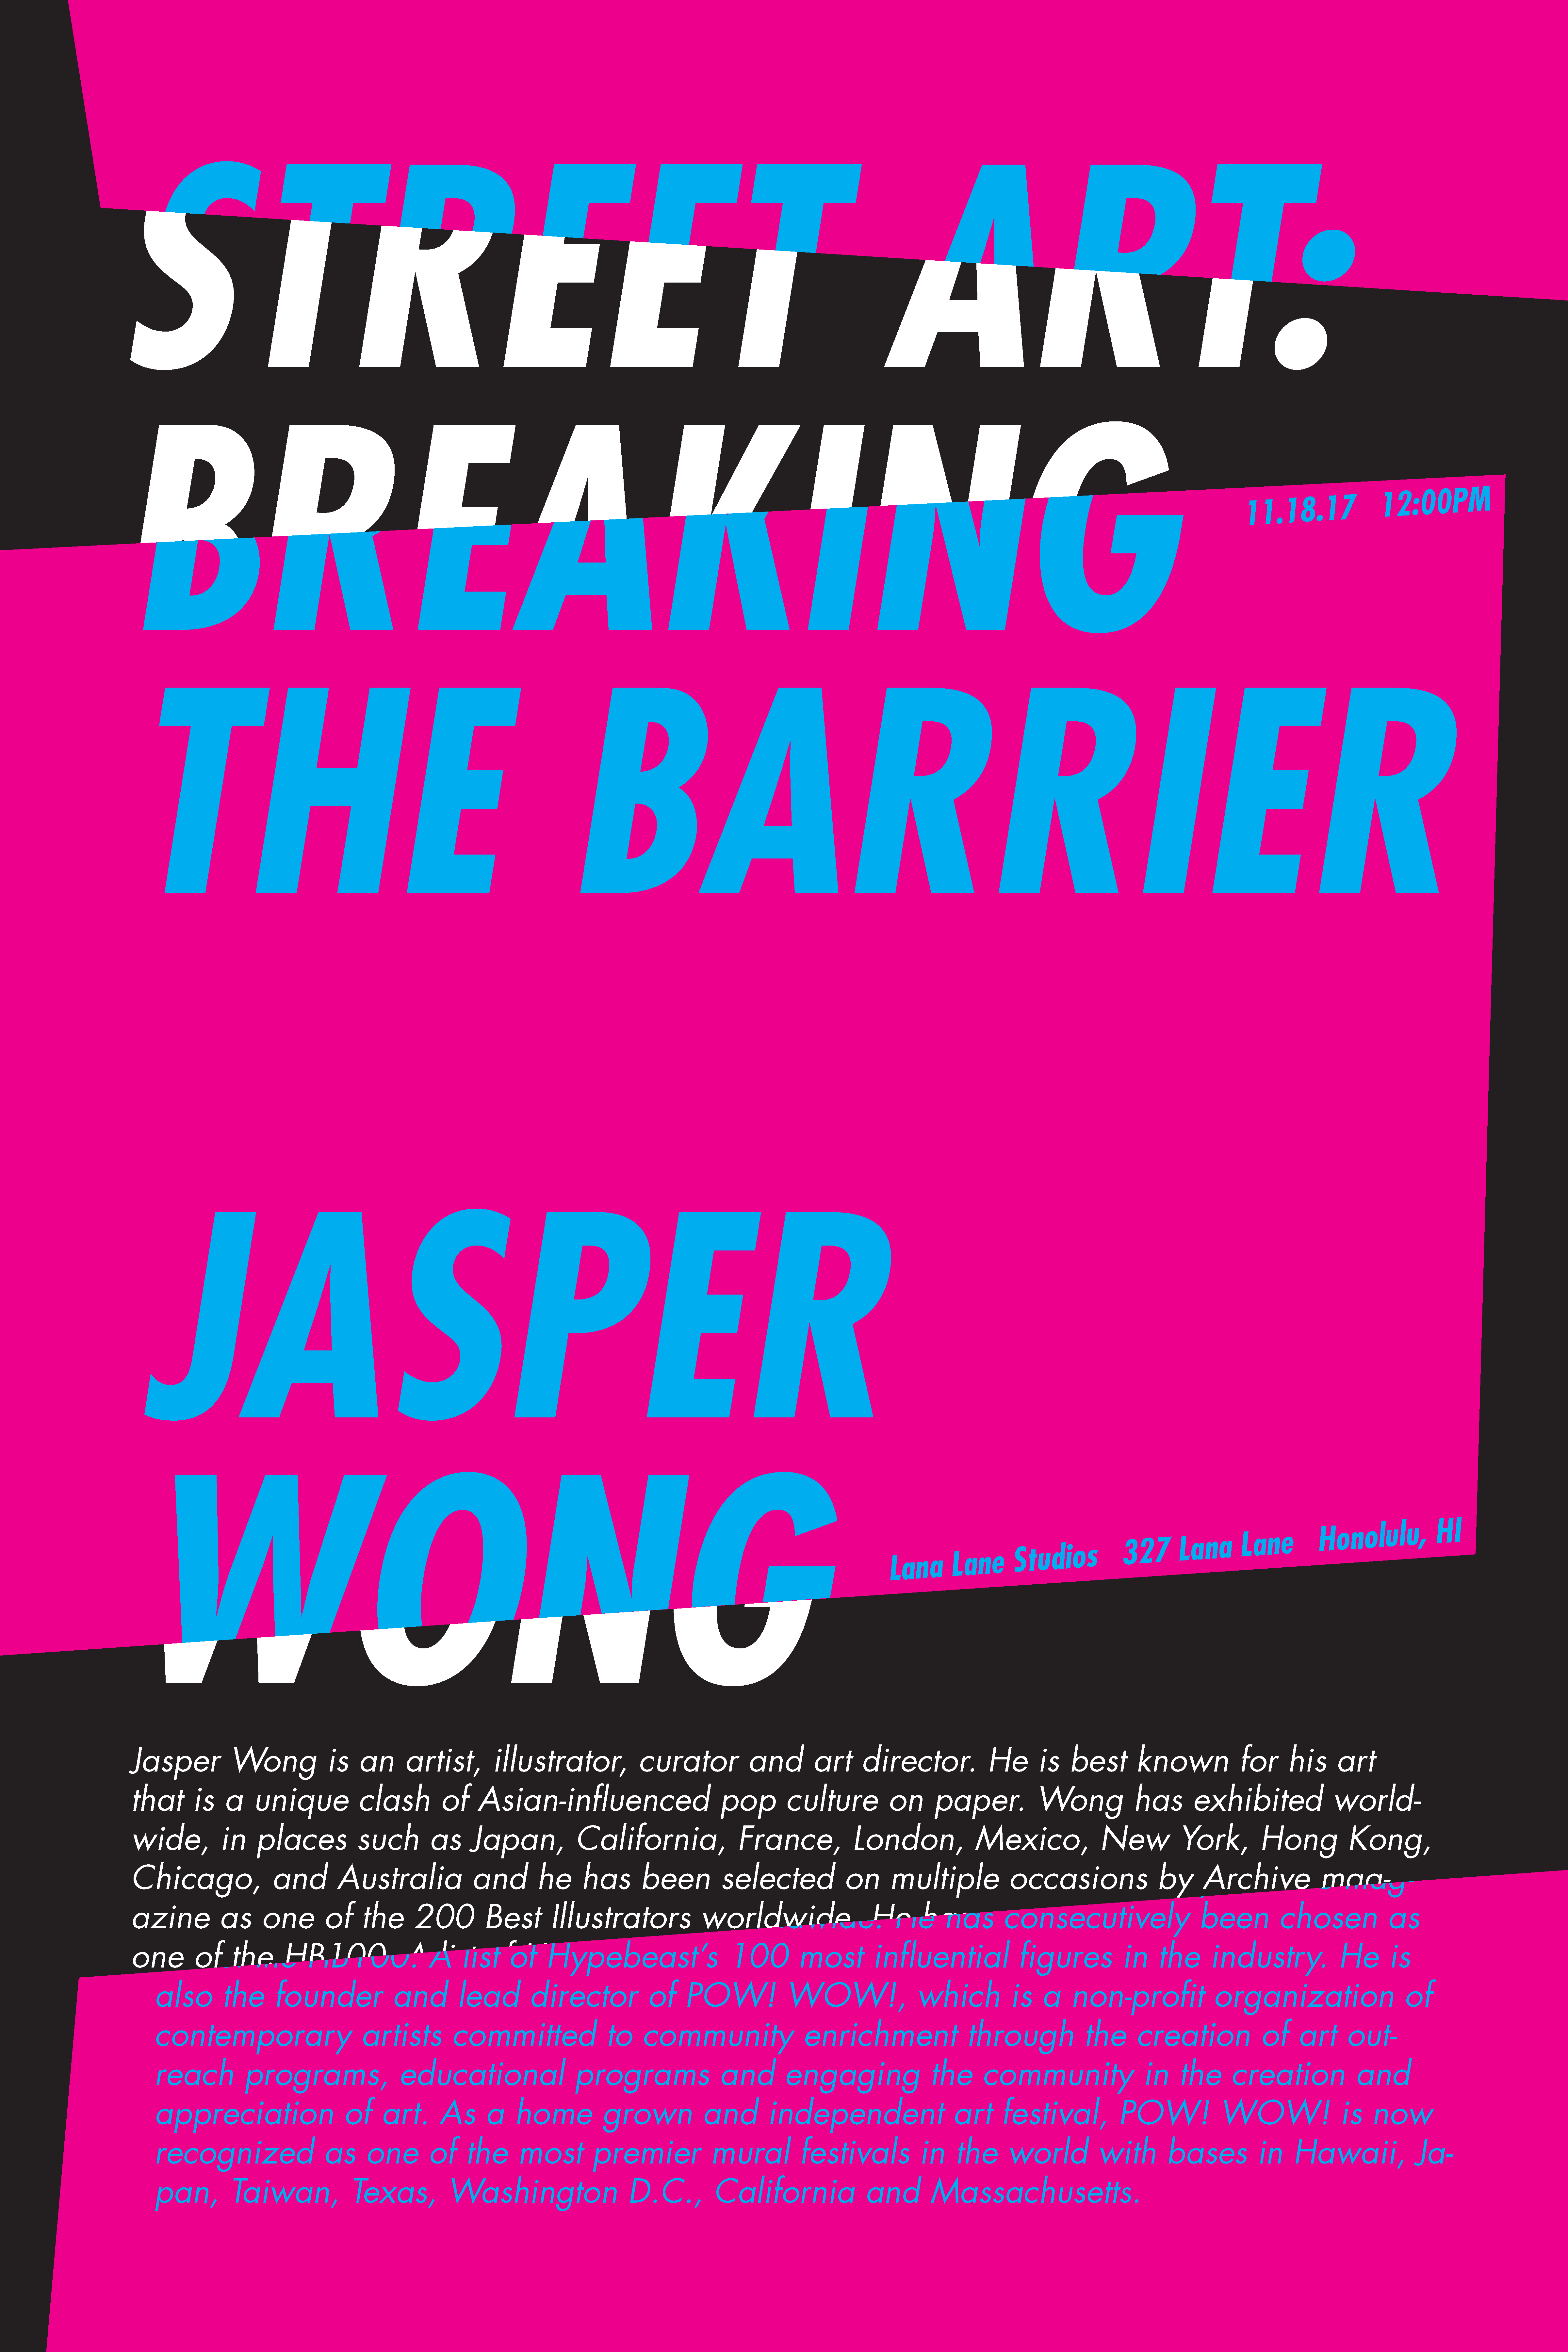 STREET ART.
BREAKING
11.18.17 12:00PM
THE BARRIER
JASPER
WONG
Lana Lane Studios 327 Lana Lane Honolulu, HI
Jasper Wong is an artist, illustrator, curator and art director. He is best known for his art
that is a unique clash of Asian-influenced pop culture on paper. Wong has exhibited world-
wide, in places such as Japan, California, France, London, Mexico, New York, Hong Kong,
Chicago, and Australia and he has been selected on multiple occasions by Archive mag-
azine as one of the 200 Best Illustrators worldwide. He has consecutively been chosen as
one of the HB100. A list of Hypebeast’s 100 most influential figures in the industry. He is
also the founder and lead director of POW! WOW!, which is a non-profit organization of
contemporary artists committed to community enrichment through the creation of art out-
reach programs, educational programs and engaging the community in the creation and
appreciation of art. As a home grown and independent art festival, POW! WOW! is now
recognized as one of the most premier mural festivals in the world with bases in Hawaii, Ja-
pan, Taiwan, Texas, Washington D.C., California and Massachusetts.